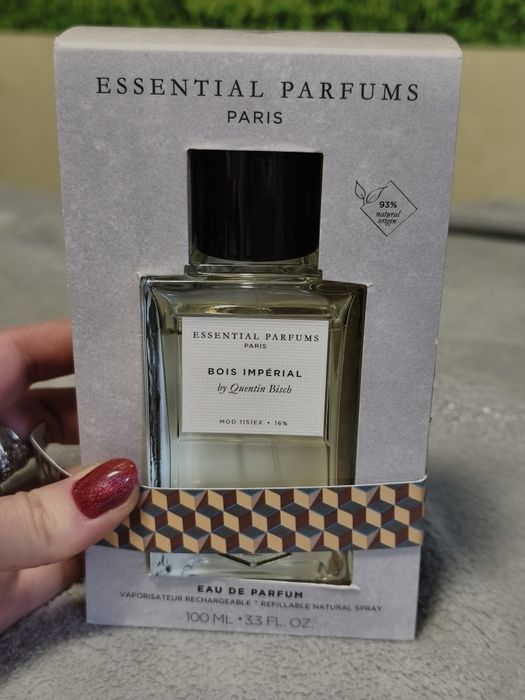 ESSENTIAL PARFUMS
PARIS
93%
natural
origin
ESSENTIAL PARFUMS
PARIS
BOIS IMPÉRIAL
by Quentin Bisch
MOD 1151EX • 16%
EAU DE PARFUM
VAPORISATEUR RECHARGEABLE * REFILLABLE NATURAL SPRAY
100 ML • 3.3 FL. OZ.